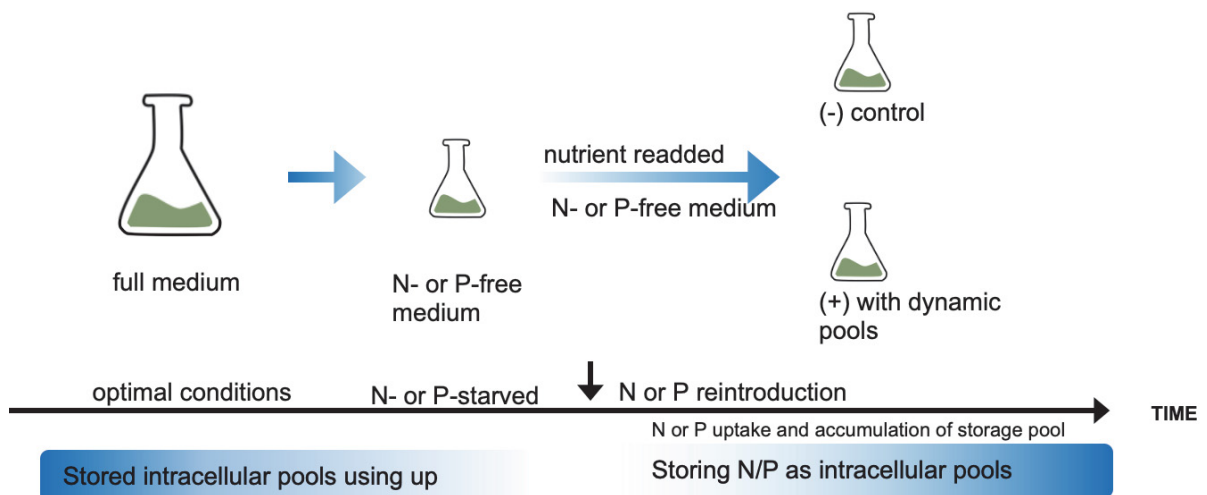 (-) control
nutrient readded
N- or P-free medium
full medium
N- or P-free
medium
(+) with dynamic
pools
optimal conditions
N- or P-starved
N or P reintroduction
TIME
N or P uptake and accumulation of storage pool
Stored intracellular pools using up
Storing N/P as intracellular pools